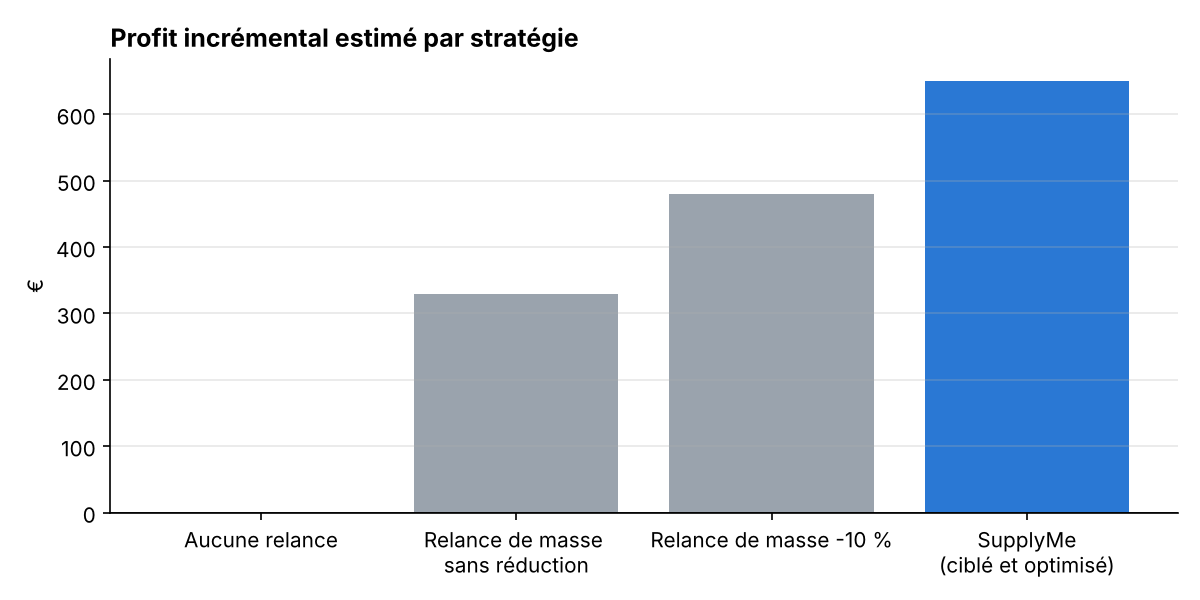 Profit incrémental estimé par stratégie
600
500
400
300
200
100
0
€
Aucune relance
Relance de masse
sans réduction
Relance de masse -10 %
SupplyMe
(ciblé et optimisé)